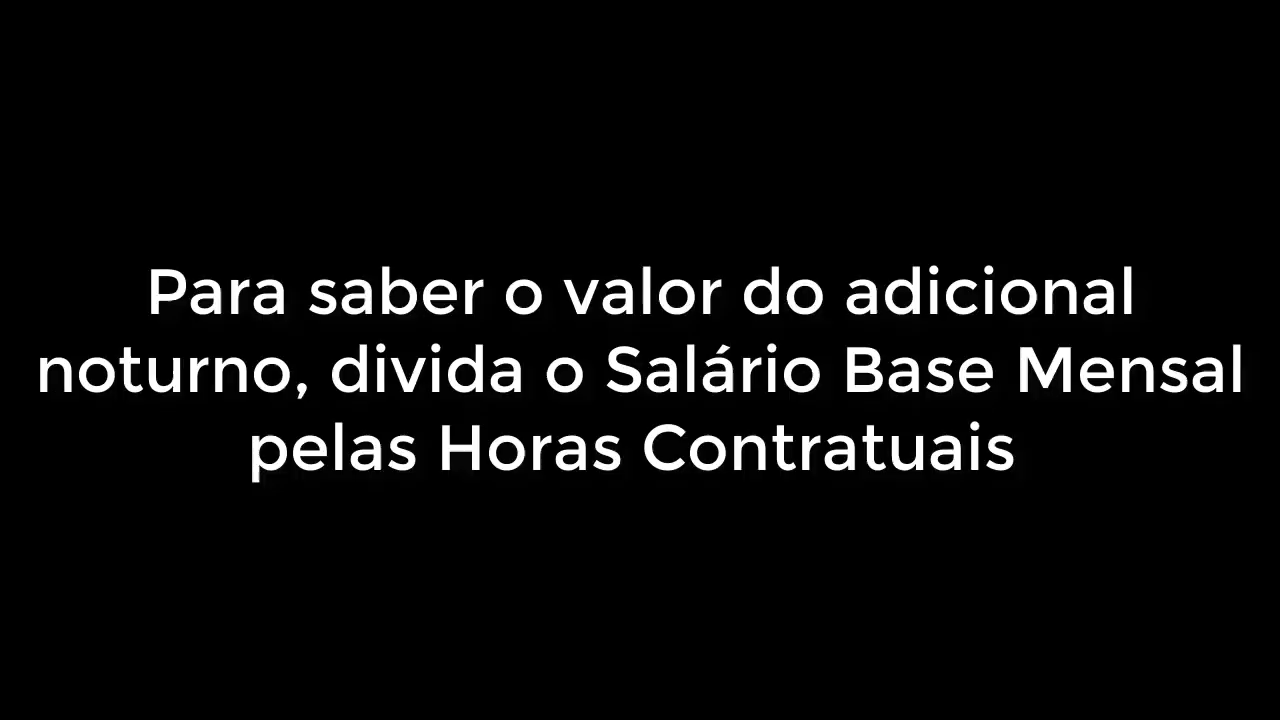 Para saber o valor do adicional
noturno, divida o Salário Base Mensal
pelas Horas Contratuais